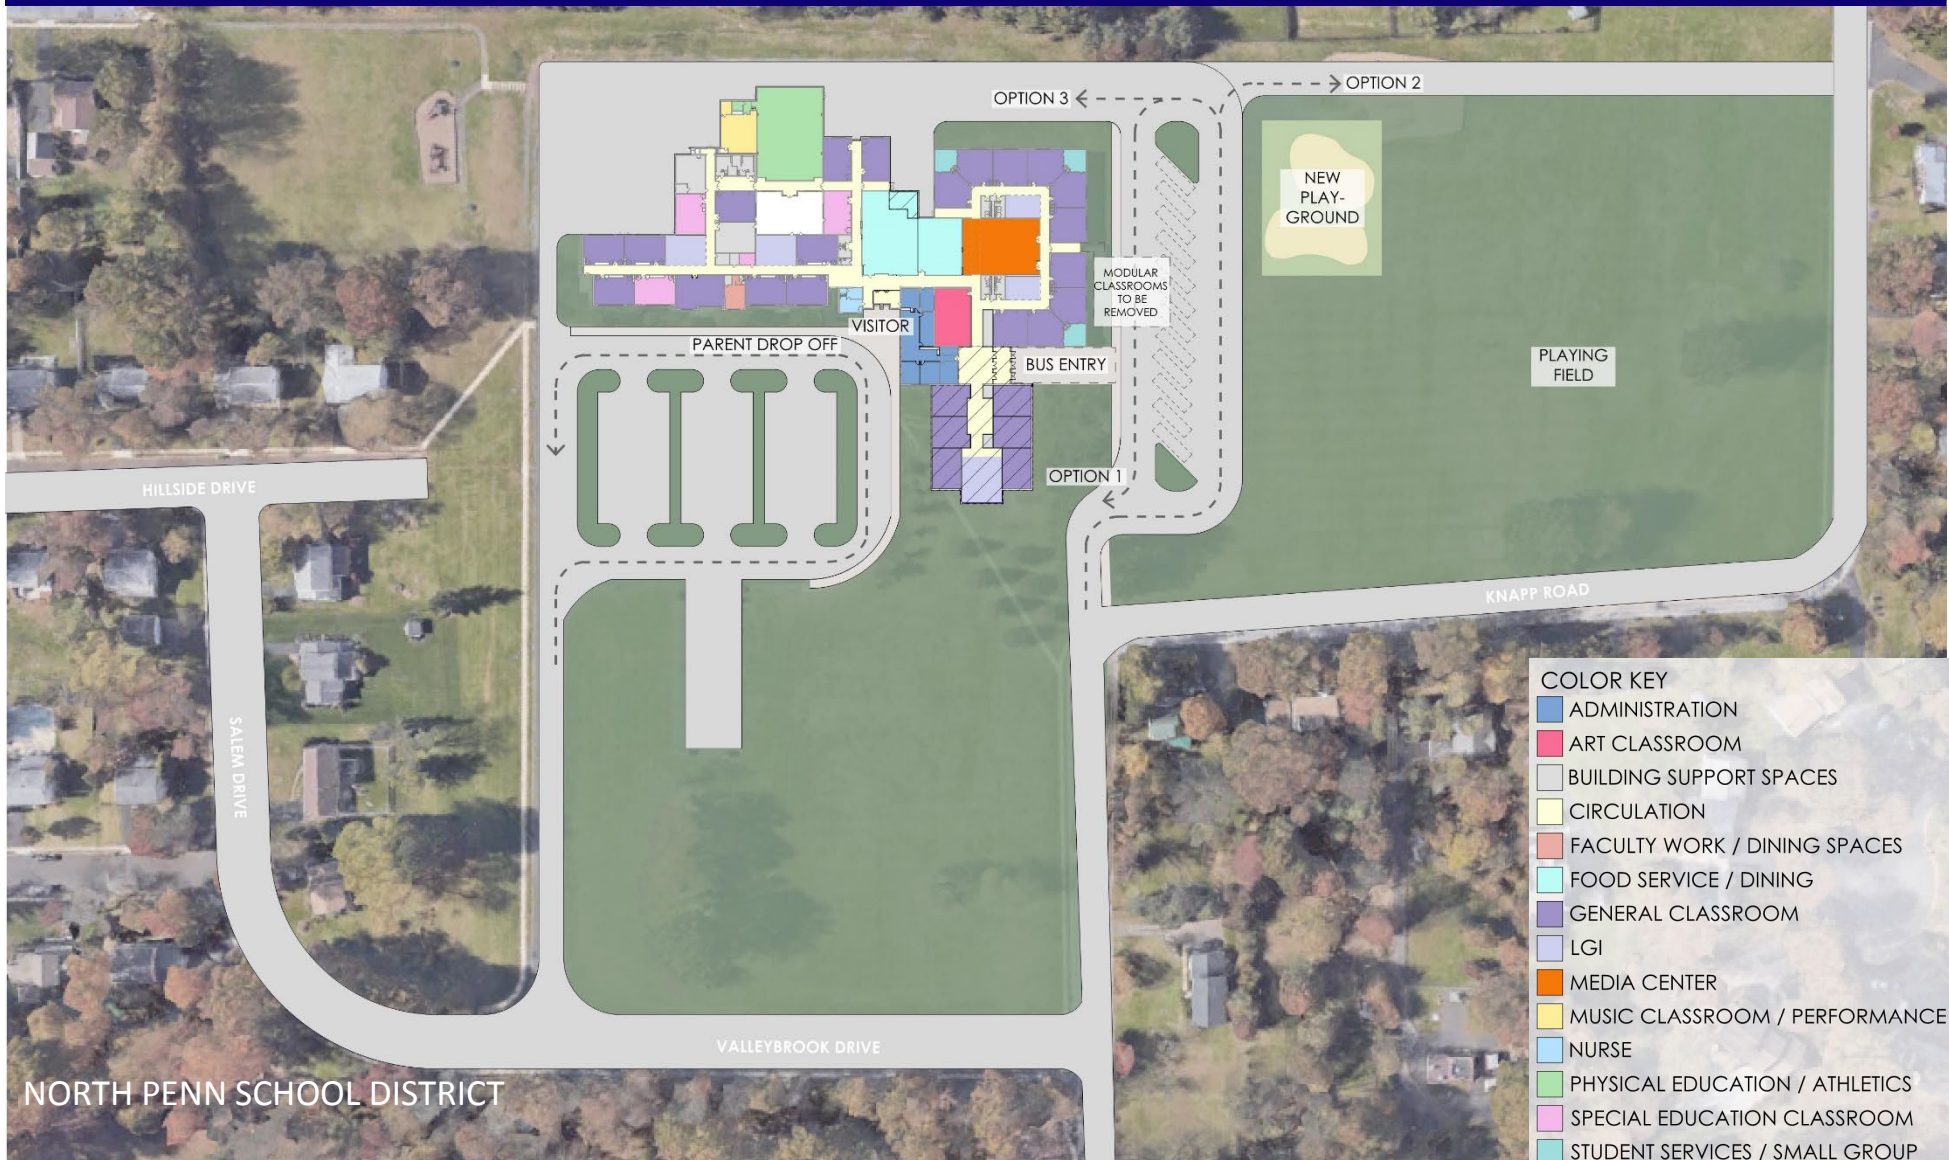 OPTION 3
OPTION 2
NEW
PLAY-
GROUND
MODULAR
CLASSROOMS
TO BE
REMOVED
VISITOR
PARENT DROP OFF
BUS ENTRY
PLAYING
FIELD
OPTION 1
HILLSIDE DRIVE
KNAPP ROAD
SALEM DRIVE
VALLEYBROOK DRIVE
NORTH PENN SCHOOL DISTRICT
COLOR KEY
ADMINISTRATION
ART CLASSROOM
BUILDING SUPPORT SPACES
CIRCULATION
FACULTY WORK / DINING SPACES
FOOD SERVICE / DINING
GENERAL CLASSROOM
LGI
MEDIA CENTER
MUSIC CLASSROOM / PERFORMANCE
NURSE
PHYSICAL EDUCATION / ATHLETICS
SPECIAL EDUCATION CLASSROOM
STUDENT SERVICES / SMALL GROUP